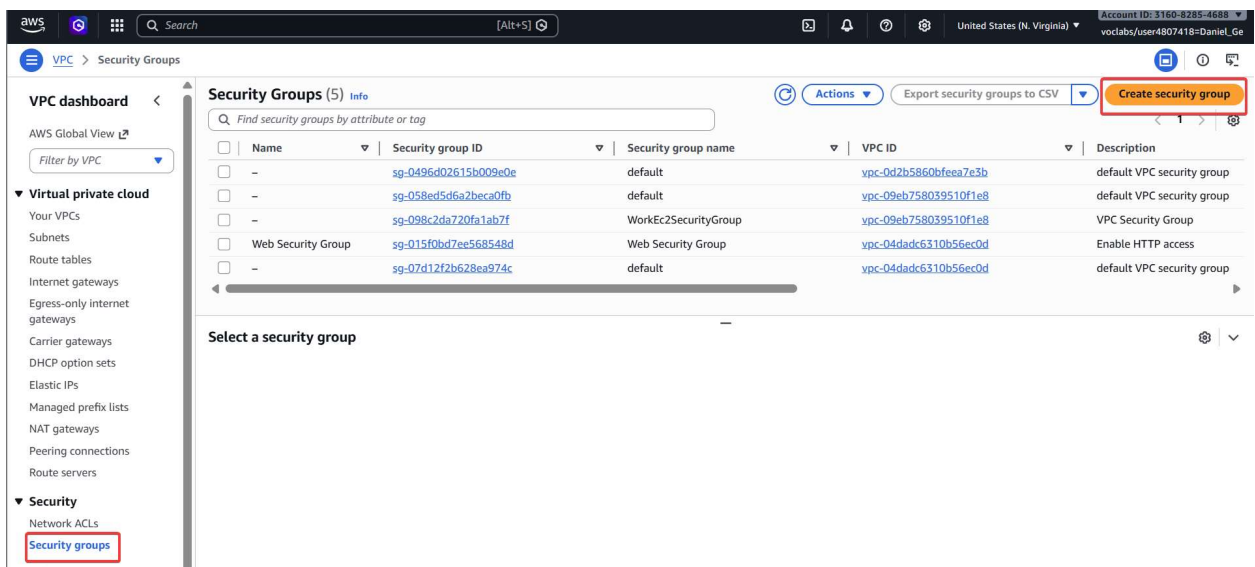 aws Search [Alt+S] United States (N. Virginia) Account ID: 3160-8285-4688
voclabs/user4807418=Daniel_Ge
VPC > Security Groups
VPC dashboard
AWS Global View
Filter by VPC
Virtual private cloud
Your VPCs
Subnets
Route tables
Internet gateways
Egress-only internet
gateways
Carrier gateways
DHCP option sets
Elastic IPs
Managed prefix lists
NAT gateways
Peering connections
Route servers
Security
Network ACLs
Security groups
Security Groups (5) Info Actions Export security groups to CSV Create security group
Find security groups by attribute or tag 1
Name Security group ID Security group name VPC ID Description
– sg-0496d02615b009e0e default vpc-0d2b5860bfeea7e3b default VPC security group
– sg-058ed5d6a2beca0fb default vpc-09eb758039510f1e8 default VPC security group
– sg-098c2da720fa1ab7f WorkEc2SecurityGroup vpc-09eb758039510f1e8 VPC Security Group
Web Security Group sg-015f0bd7ee568548d Web Security Group vpc-04dadc6310b56ec0d Enable HTTP access
– sg-07d12f2b628ea974c default vpc-04dadc6310b56ec0d default VPC security group
Select a security group